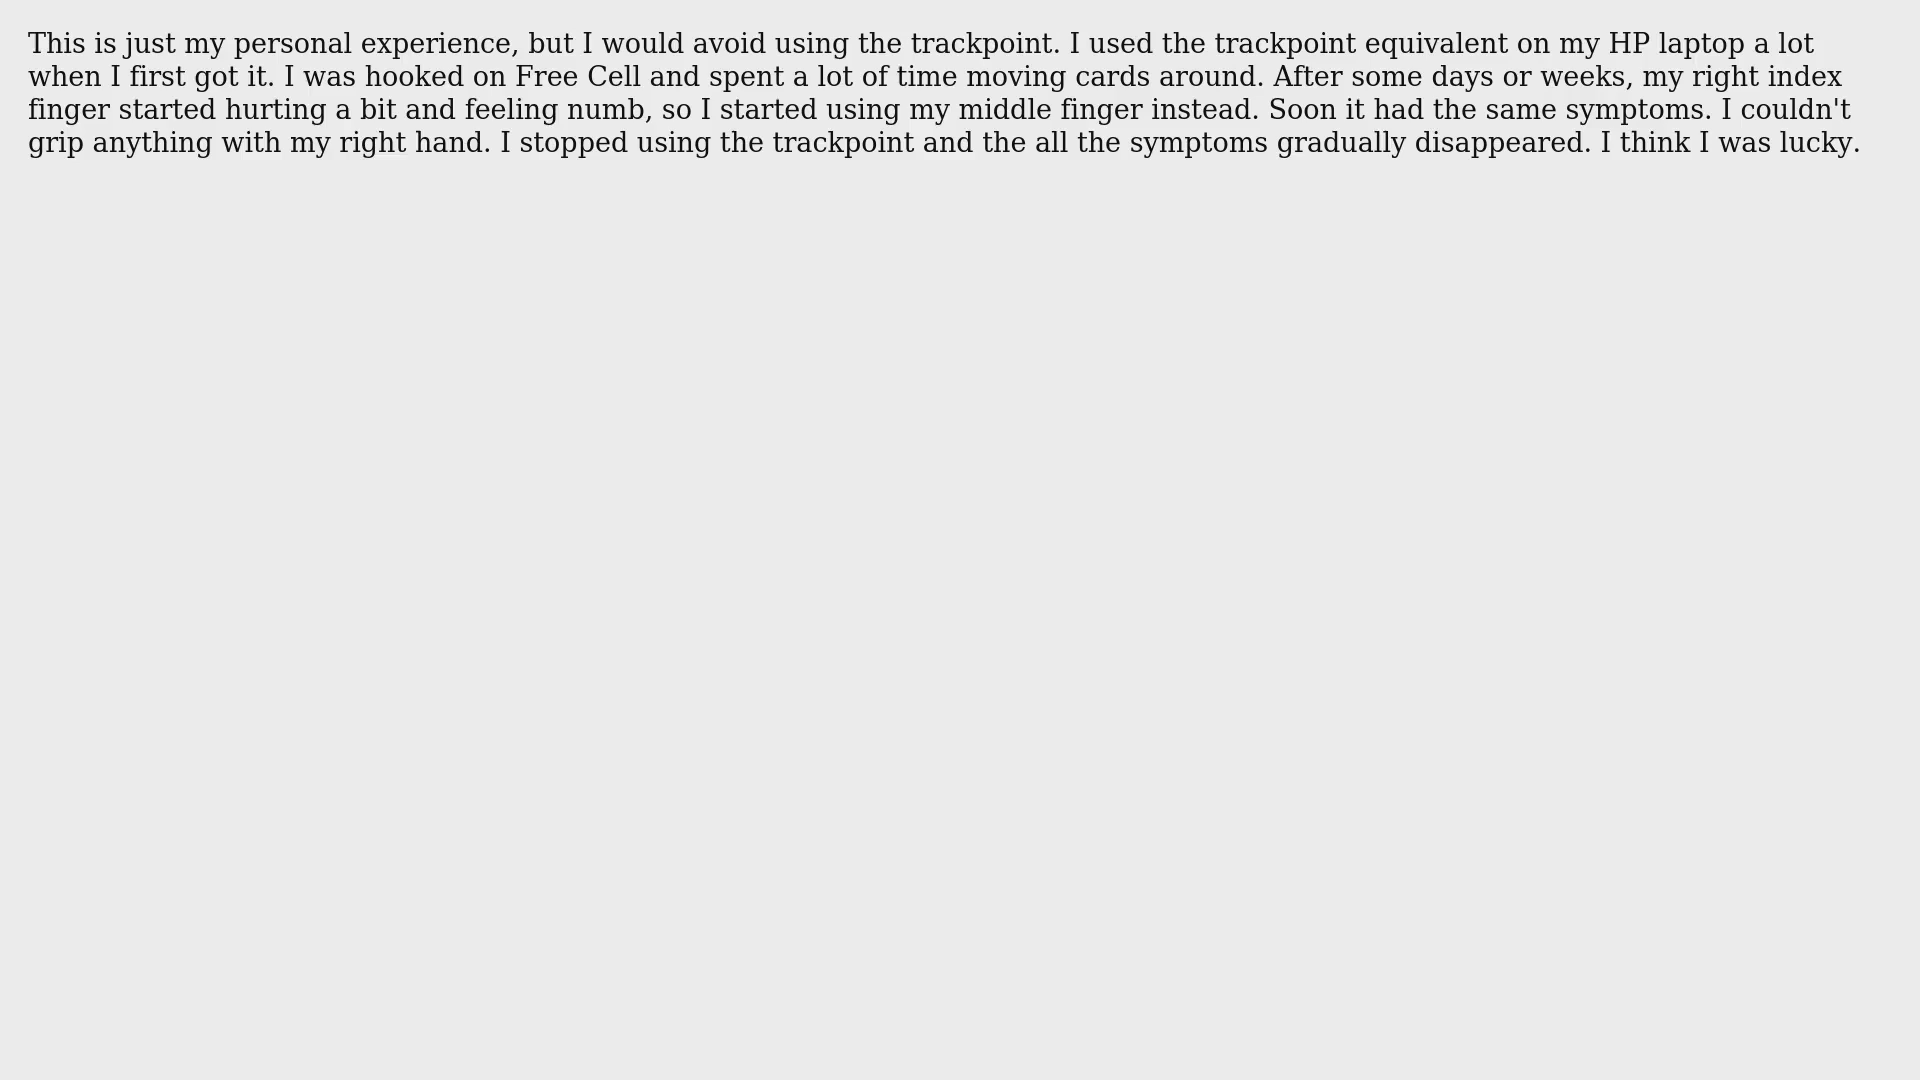 This is just my personal experience, but I would avoid using the trackpoint. I used the trackpoint equivalent on my HP laptop a lot
when I first got it. I was hooked on Free Cell and spent a lot of time moving cards around. After some days or weeks, my right index
finger started hurting a bit and feeling numb, so I started using my middle finger instead. Soon it had the same symptoms. I couldn't
grip anything with my right hand. I stopped using the trackpoint and the all the symptoms gradually disappeared. I think I was lucky.